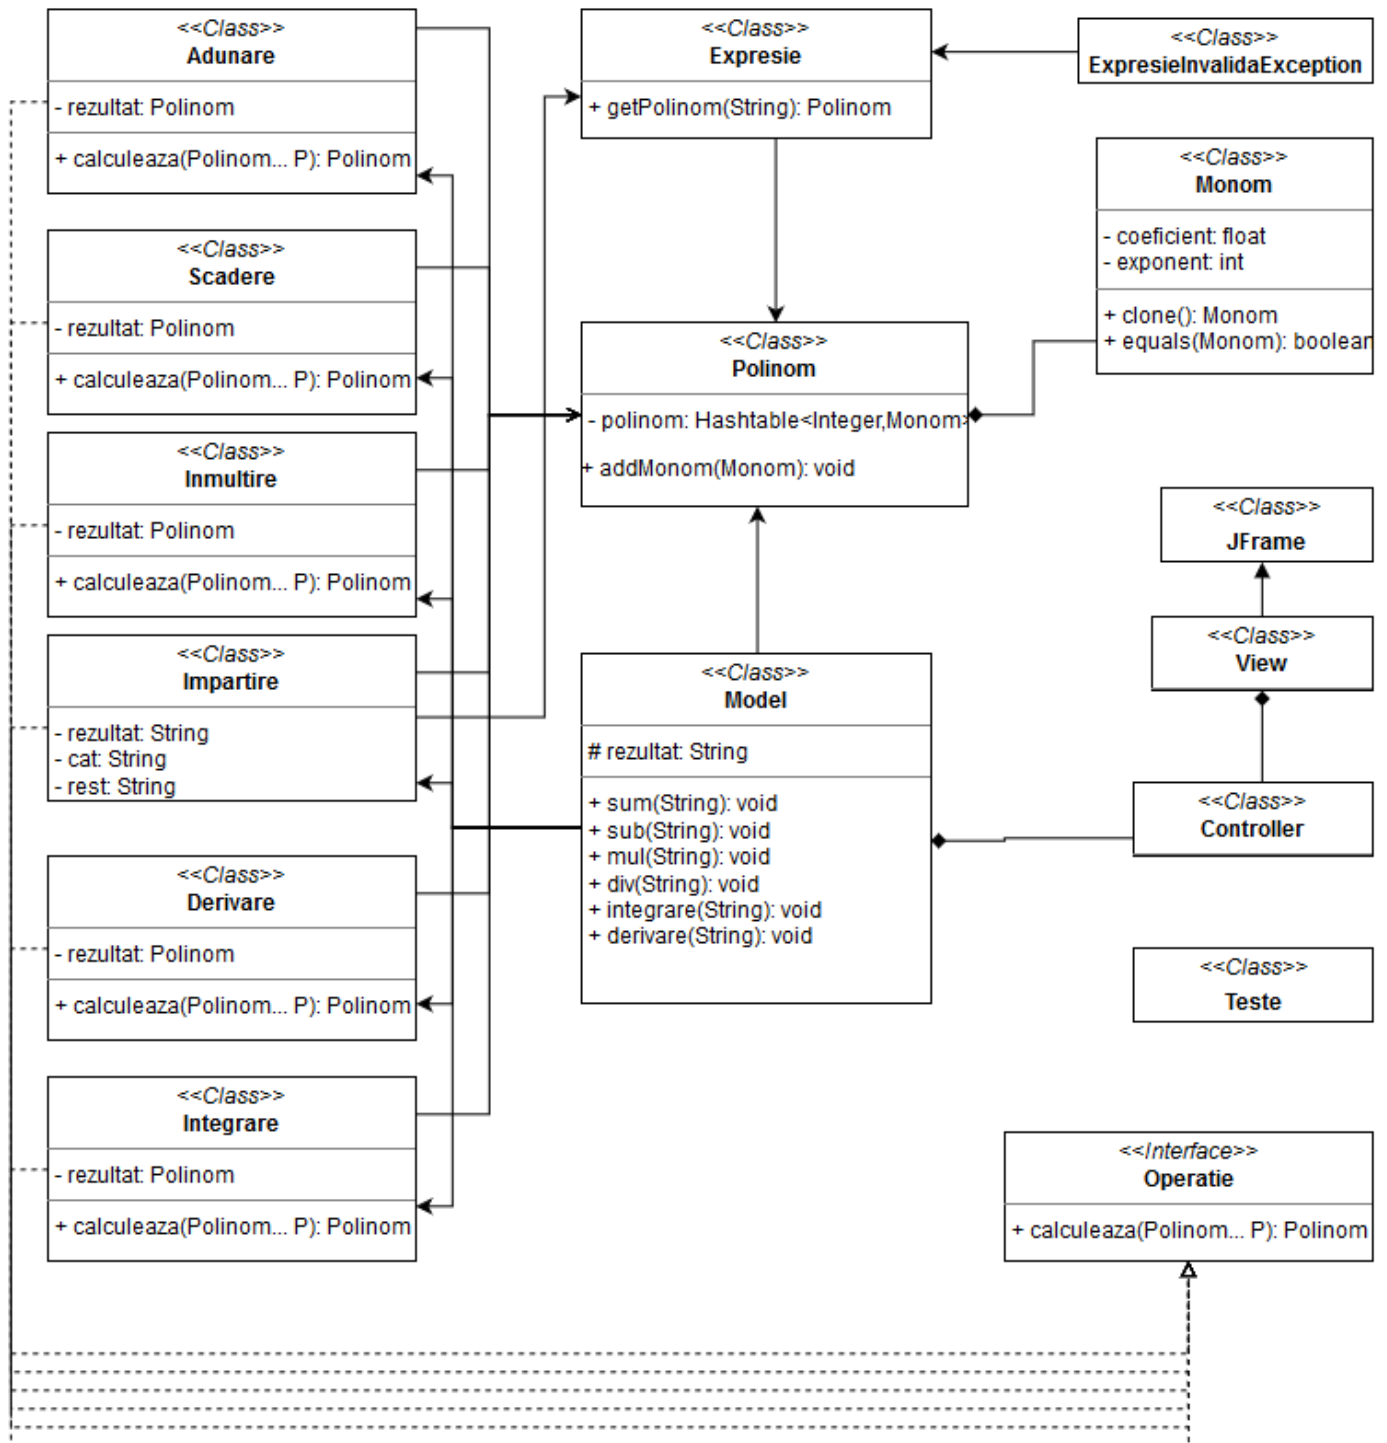 <<Class>>
Adunare
- rezultat: Polinom
+ calculeaza(Polinom... P): Polinom
<<Class>>
Scadere
- rezultat: Polinom
+ calculeaza(Polinom... P): Polinom
<<Class>>
Inmultire
- rezultat: Polinom
+ calculeaza(Polinom... P): Polinom
<<Class>>
Impartire
- rezultat: String
- cat: String
- rest: String
<<Class>>
Derivare
- rezultat: Polinom
+ calculeaza(Polinom... P): Polinom
<<Class>>
Integrare
- rezultat: Polinom
+ calculeaza(Polinom... P): Polinom
<<Class>>
Expresie
+ getPolinom(String): Polinom
<<Class>>
Polinom
- polinom: Hashtable<Integer,Monom>
+ addMonom(Monom): void
<<Class>>
Model
# rezultat: String
+ sum(String): void
+ sub(String): void
+ mul(String): void
+ div(String): void
+ integrare(String): void
+ derivare(String): void
<<Class>>
ExpresieInvalidaException
<<Class>>
Monom
- coeficient: float
- exponent: int
+ clone(): Monom
+ equals(Monom): boolean
<<Class>>
JFrame
<<Class>>
View
<<Class>>
Controller
<<Class>>
Teste
<<Interface>>
Operatie
+ calculeaza(Polinom... P): Polinom